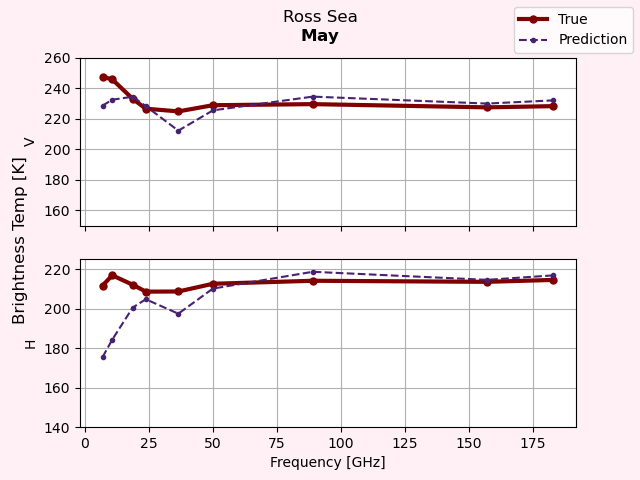 Ross Sea
May
True
Prediction
260
240
220
200
180
160
V
Brightness Temp [K]
220
200
180
160
140
H
0 25 50 75 100 125 150 175
Frequency [GHz]